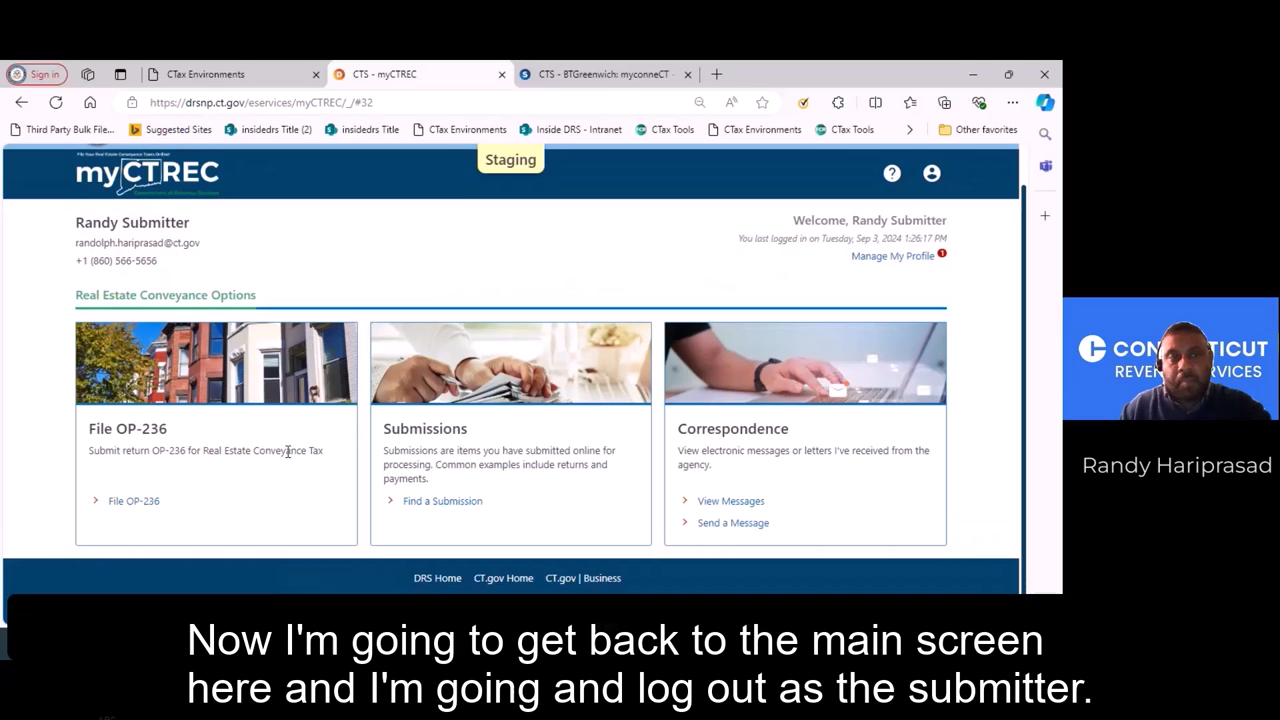 Sign in
CTax Environments
CTS - myCTREC
CTS - BTGreenwich: myconneCT -
https://drsnp.ct.gov/eservices/myCTREC/_/#32
Third Party Bulk File...
Suggested Sites
insidedrs Title (2)
insidedrs Title
CTax Environments
Inside DRS - Intranet
CTax Tools
CTax Environments
CTax Tools
Other favorites
myCTREC
Staging
Randy Submitter
randolph.hariprasad@ct.gov
+1 (860) 566-5656
Welcome, Randy Submitter
You last logged in on Tuesday, Sep 3, 2024 1:26:17 PM
Manage My Profile 1
Real Estate Conveyance Options
File OP-236
Submit return OP-236 for Real Estate Conveyance Tax
File OP-236
Submissions
Submissions are items you have submitted online for
processing. Common examples include returns and
payments.
Find a Submission
Correspondence
View electronic messages or letters I've received from the
agency.
View Messages
Send a Message
DRS Home
CT.gov Home
CT.gov | Business
Randy Hariprasad
Now I'm going to get back to the main screen
here and I'm going and log out as the submitter.